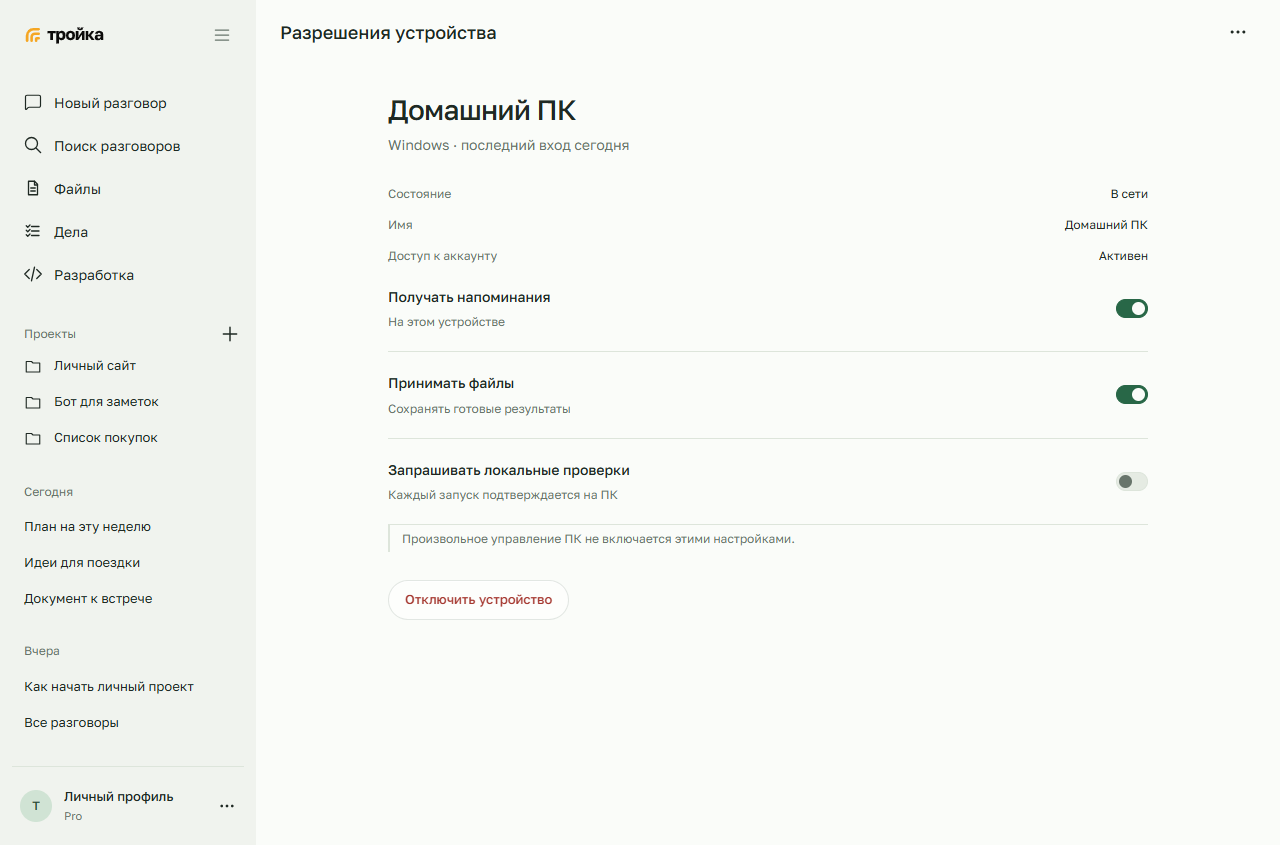 тройка
Новый разговор
Поиск разговоров
Файлы
Дела
Разработка
Проекты
Личный сайт
Бот для заметок
Список покупок
Сегодня
План на эту неделю
Идеи для поездки
Документ к встрече
Вчера
Как начать личный проект
Все разговоры
Т
Личный профиль
Pro
Разрешения устройства
Домашний ПК
Windows · последний вход сегодня
Состояние В сети
Имя Домашний ПК
Доступ к аккаунту Активен
Получать напоминания
На этом устройстве
Принимать файлы
Сохранять готовые результаты
Запрашивать локальные проверки
Каждый запуск подтверждается на ПК
Произвольное управление ПК не включается этими настройками.
Отключить устройство